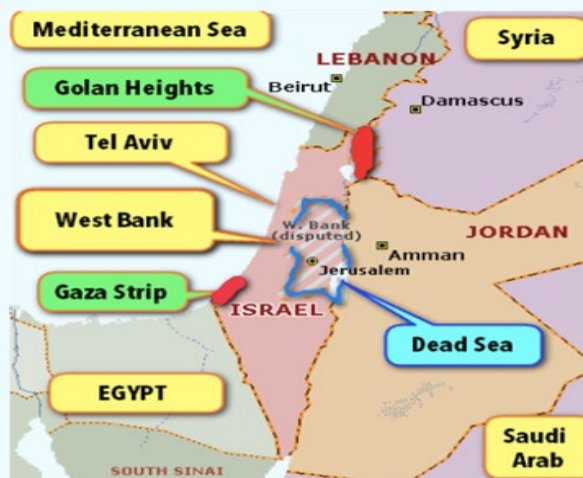 Mediterranean Sea
Syria
LEBANON
Golan Heights
Beirut
Damascus
Tel Aviv
West Bank
W. Bank
(disputed)
JORDAN
Amman
Jerusalem
Gaza Strip
ISRAEL
Dead Sea
EGYPT
Saudi
Arab
SOUTH SINAI